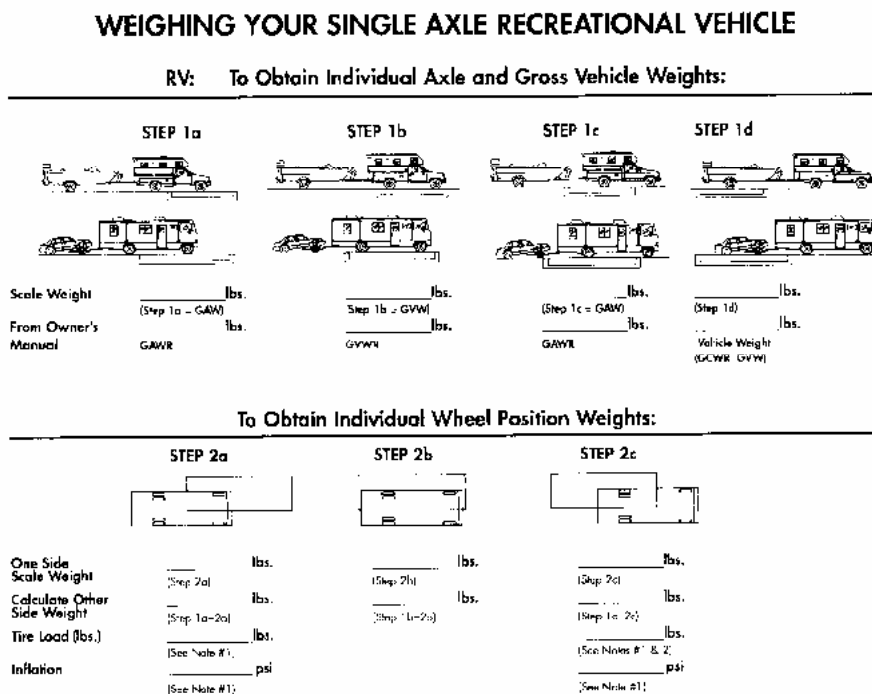 WEIGHING YOUR SINGLE AXLE RECREATIONAL VEHICLE
RV: To Obtain Individual Axle and Gross Vehicle Weights:
STEP 1a STEP 1b STEP 1c STEP 1d
Scale Weight lbs. lbs. lbs. lbs.
(Step 1a = GAW) (Step 1b = GVW) (Step 1c = GAW) (Step 1d)
From Owner's lbs. lbs. lbs. lbs.
Manual GAWR GVWR GAWR Vehicle Weight
(GCWR GVW)
To Obtain Individual Wheel Position Weights:
STEP 2a STEP 2b STEP 2c
One Side lbs. lbs. lbs.
Scale Weight (Step 2a) (Step 2b) (Step 2c)
Calculate Other lbs. lbs. lbs.
Side Weight (Step 1a-2a) (Step 1b-2b)
Tire Load (lbs.) lbs. lbs.
(See Note #1) (See Notes #1 & 2)
Inflation psi psi
(See Note #1) (See Note #1)